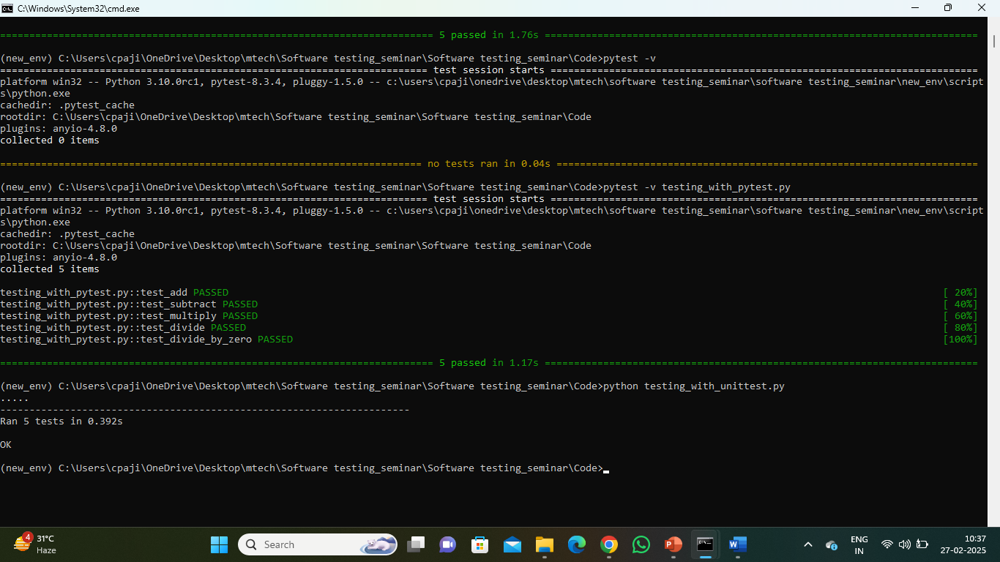 C:\Windows\System32\cmd.exe
5 passed in 1.76s
(new_env) C:\Users\cpaji\OneDrive\Desktop\mtech\Software testing_seminar\Software testing_seminar\Code>pytest -v
test session starts
platform win32 -- Python 3.10.0rc1, pytest-8.3.4, pluggy-1.5.0 -- c:\users\cpaji\onedrive\desktop\mtech\software testing_seminar\software testing_seminar\new_env\script
s\python.exe
cachedir: .pytest_cache
rootdir: C:\Users\cpaji\OneDrive\Desktop\mtech\Software testing_seminar\Software testing_seminar\Code
plugins: anyio-4.8.0
collected 0 items
no tests ran in 0.04s
(new_env) C:\Users\cpaji\OneDrive\Desktop\mtech\Software testing_seminar\Software testing_seminar\Code>pytest -v testing_with_pytest.py
test session starts
platform win32 -- Python 3.10.0rc1, pytest-8.3.4, pluggy-1.5.0 -- c:\users\cpaji\onedrive\desktop\mtech\software testing_seminar\software testing_seminar\new_env\script
s\python.exe
cachedir: .pytest_cache
rootdir: C:\Users\cpaji\OneDrive\Desktop\mtech\Software testing_seminar\Software testing_seminar\Code
plugins: anyio-4.8.0
collected 5 items
testing_with_pytest.py::test_add PASSED [ 20%]
testing_with_pytest.py::test_subtract PASSED [ 40%]
testing_with_pytest.py::test_multiply PASSED [ 60%]
testing_with_pytest.py::test_divide PASSED [ 80%]
testing_with_pytest.py::test_divide_by_zero PASSED [100%]
5 passed in 1.17s
(new_env) C:\Users\cpaji\OneDrive\Desktop\mtech\Software testing_seminar\Software testing_seminar\Code>python testing_with_unittest.py
.....
----------------------------------------------------------------------
Ran 5 tests in 0.392s
OK
(new_env) C:\Users\cpaji\OneDrive\Desktop\mtech\Software testing_seminar\Software testing_seminar\Code>
4
31°C
Haze
Search
ENG
IN
10:37
27-02-2025